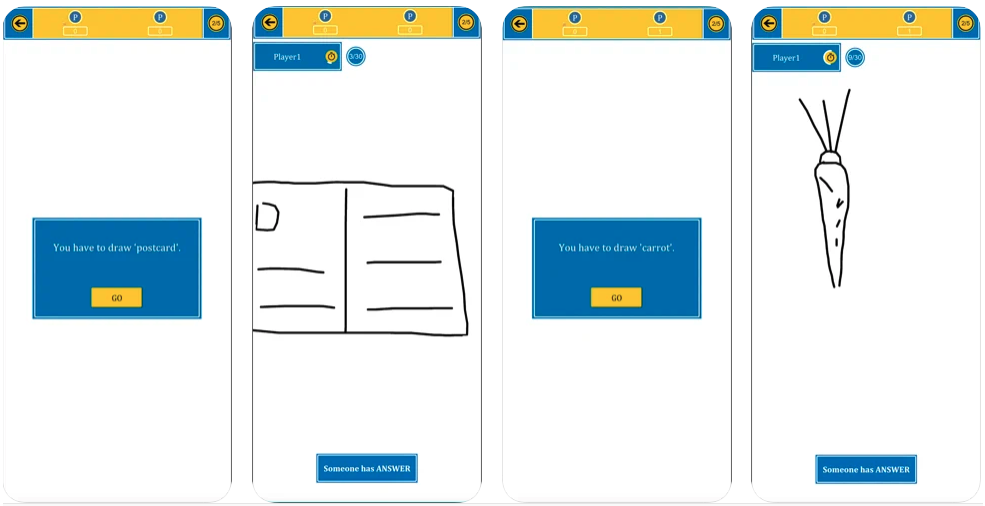 P P
0 0
2/5
You have to draw 'postcard'.
GO
P P
0 0
2/5
Player1
3/30
Someone has ANSWER
P P
0 1
2/5
You have to draw 'carrot'.
GO
P P
0 1
2/5
Player1
9/30
Someone has ANSWER